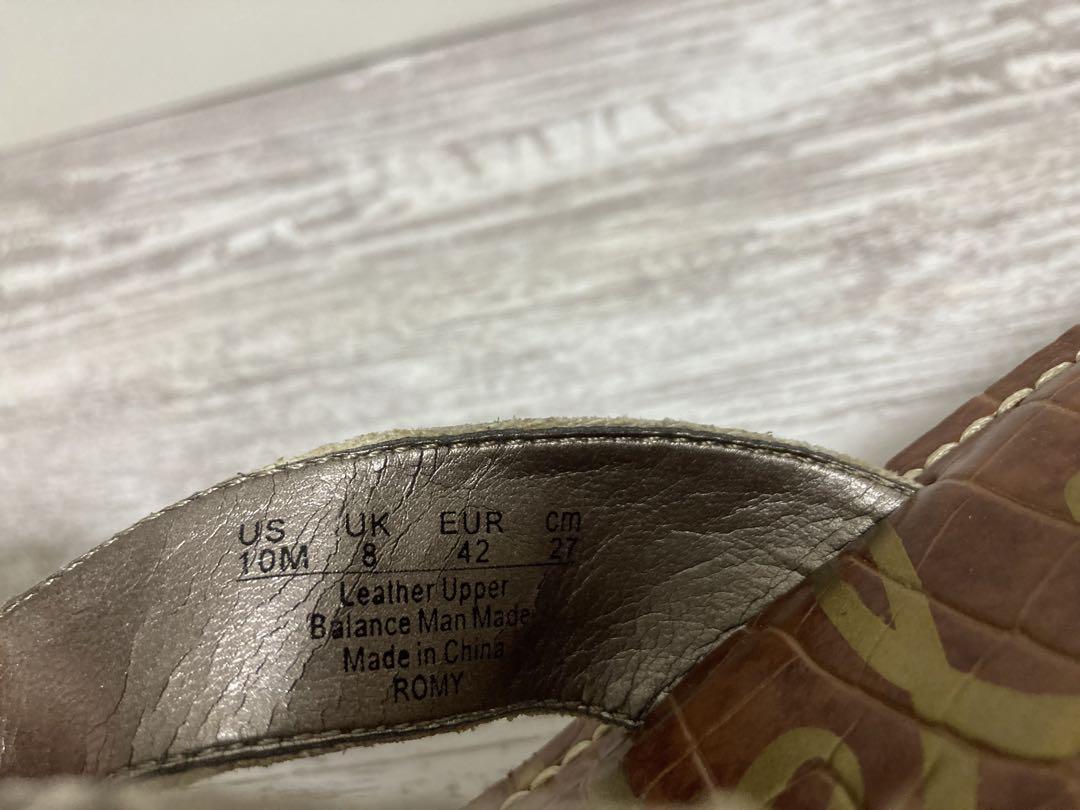 US UK EUR cm
10M 8 42 27
Leather Upper
Balance Man Made
Made in China
ROMY